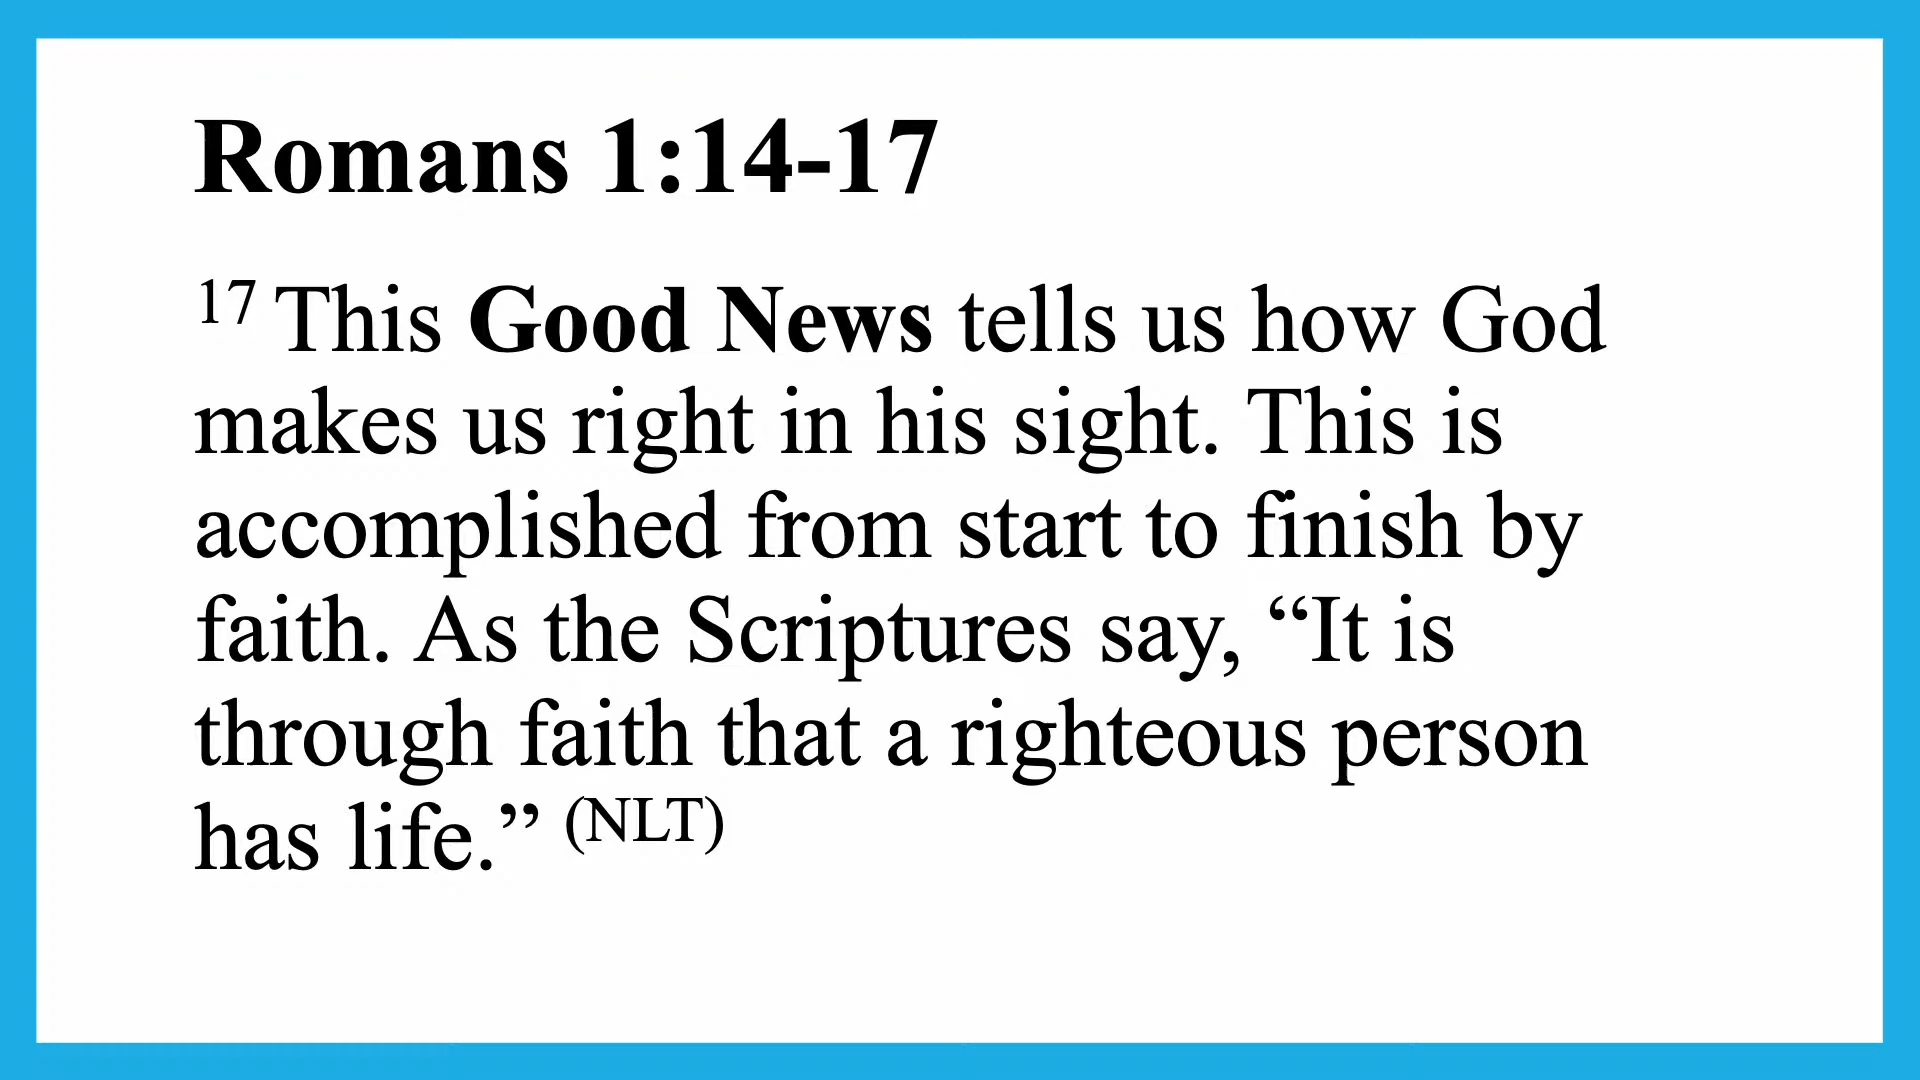 Romans 1:14-17
17 This Good News tells us how God
makes us right in his sight. This is
accomplished from start to finish by
faith. As the Scriptures say, “It is
through faith that a righteous person
has life.” (NLT)